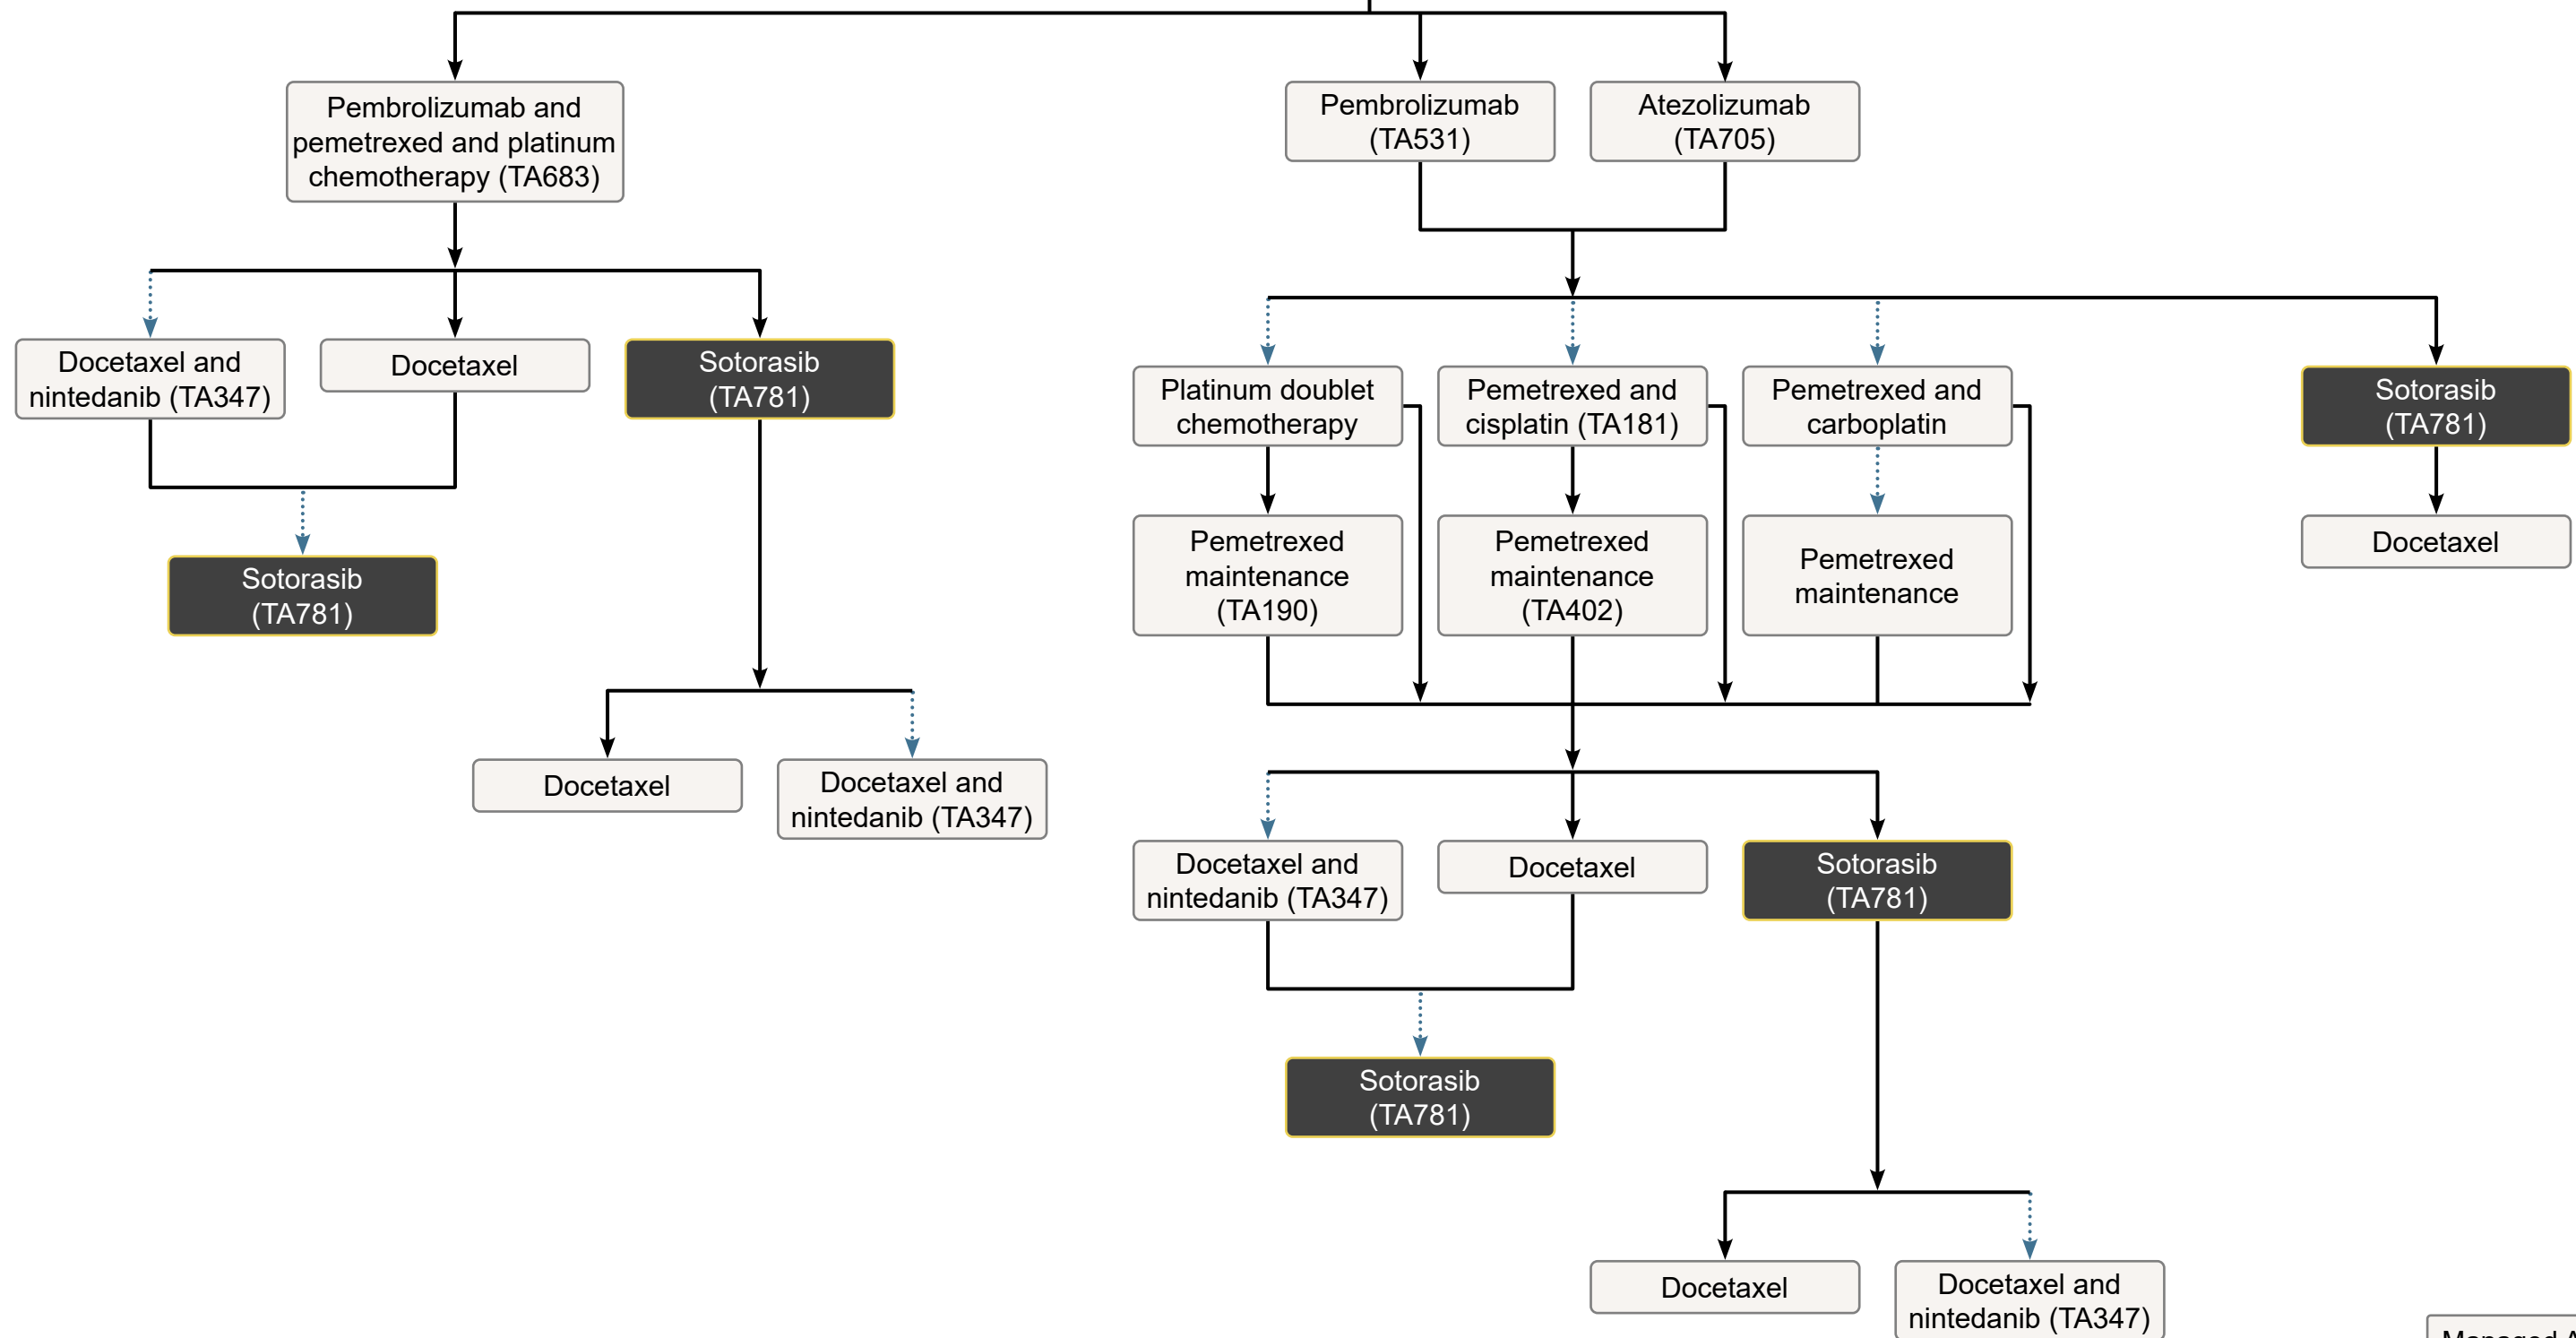 Pembrolizumab and
pemetrexed and platinum
chemotherapy (TA683)
Pembrolizumab
(TA531)
Atezolizumab
(TA705)
Docetaxel and
nintedanib (TA347)
Docetaxel
Sotorasib
(TA781)
Platinum doublet
chemotherapy
Pemetrexed and
cisplatin (TA181)
Pemetrexed and
carboplatin
Sotorasib
(TA781)
Pemetrexed
maintenance
(TA190)
Pemetrexed
maintenance
(TA402)
Pemetrexed
maintenance
Docetaxel
Sotorasib
(TA781)
Docetaxel
Docetaxel and
nintedanib (TA347)
Docetaxel and
nintedanib (TA347)
Docetaxel
Sotorasib
(TA781)
Sotorasib
(TA781)
Docetaxel
Docetaxel and
nintedanib (TA347)